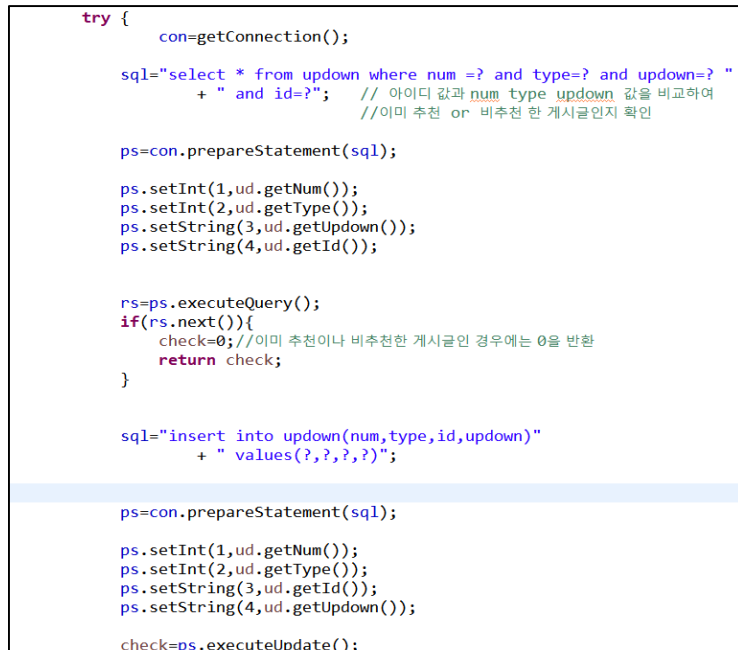 try {
con=getConnection();
sql="select * from updown where num =? and type=? and updown=? "
+ " and id=?";   // 아이디 값과 num type updown 값을 비교하여
//이미 추천 or 비추천 한 게시글인지 확인
ps=con.prepareStatement(sql);
ps.setInt(1,ud.getNum());
ps.setInt(2,ud.getType());
ps.setString(3,ud.getUpdown());
ps.setString(4,ud.getId());
rs=ps.executeQuery();
if(rs.next()){
check=0;//이미 추천이나 비추천한 게시글인 경우에는 0을 반환
return check;
}
sql="insert into updown(num,type,id,updown)"
+ " values(?,?,?,?)";
ps=con.prepareStatement(sql);
ps.setInt(1,ud.getNum());
ps.setInt(2,ud.getType());
ps.setString(3,ud.getId());
ps.setString(4,ud.getUpdown());
check=ps.executeUpdate();